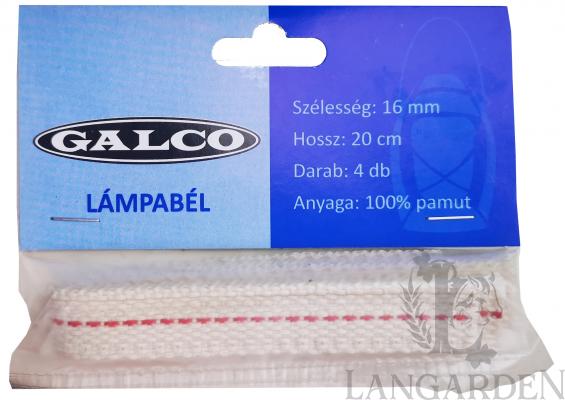 GALCO
LÁMPABÉL
Szélesség: 16 mm
Hossz: 20 cm
Darab: 4 db
Anyaga: 100% pamut
LANGARDEN